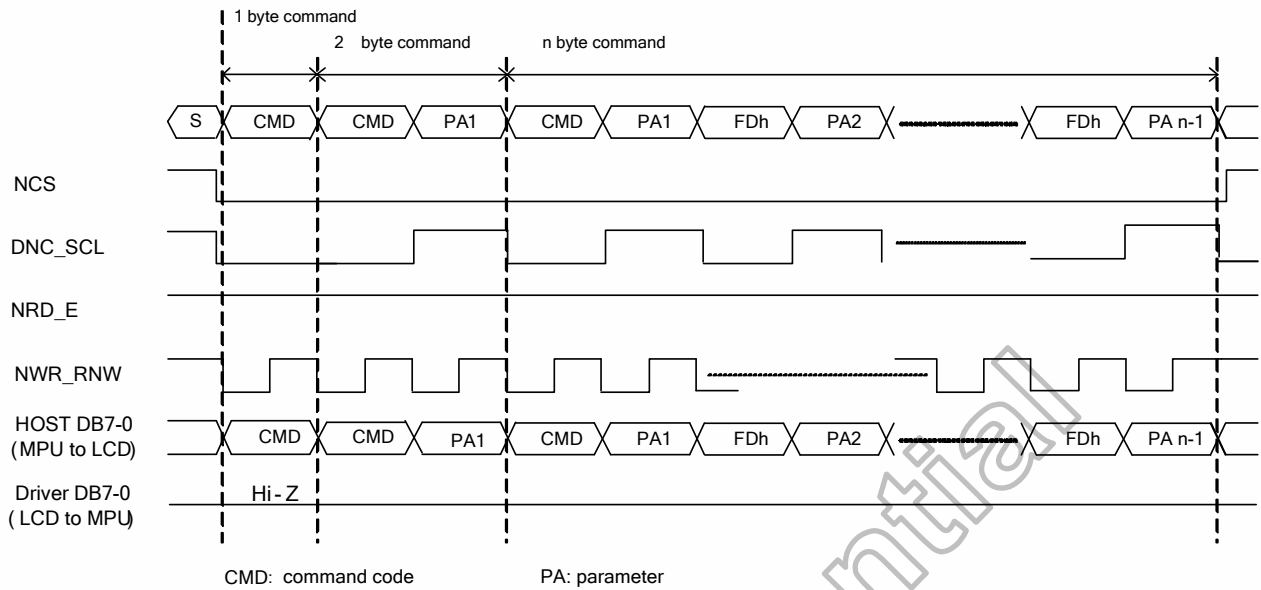 1 byte command
2 byte command n byte command
S CMD CMD PA1 CMD PA1 FDh PA2 FDh PA n-1
NCS
DNC_SCL
NRD_E
NWR_RNW
HOST DB7-0
(MPU to LCD)
CMD CMD PA1 CMD PA1 FDh PA2 FDh PA n-1
Driver DB7-0
( LCD to MPU)
Hi-Z
CMD: command code PA: parameter